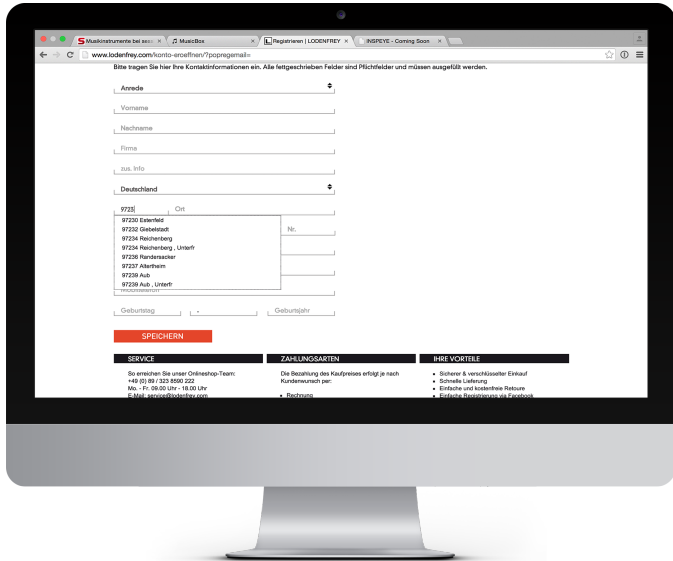 Musikinstrumente bei
MusicBox
Registrieren | LODENFREY
INSPEYE - Coming Soon
www.lodenfrey.com/konto-eroeffnen/?popregemail=
Bitte tragen Sie hier Ihre Kontaktinformationen ein. Alle fettgeschrieben Felder sind Pflichtfelder und müssen ausgefüllt werden.
Anrede
Vorname
Nachname
Firma
zus. Info
Deutschland
9723 Ort
97230 Estenfeld
97232 Giebelstadt
Nr.
97234 Reichenberg
97234 Reichenberg , Unterfr
97236 Randersacker
97237 Altertheim
97239 Aub
97239 Aub , Unterfr
Mobiltelefon
Geburtstag Geburtsjahr
SPEICHERN
SERVICE ZAHLUNGSARTEN IHRE VORTEILE
So erreichen Sie unser Onlineshop-Team:
+49 (0) 89 / 323 8590 222
Mo. - Fr. 09.00 Uhr - 18.00 Uhr
E-Mail: service@lodenfrey.com
Die Bezahlung des Kaufpreises erfolgt je nach
Kundenwunsch per:
• Rechnung
• Sicherer & verschlüsselter Einkauf
• Schnelle Lieferung
• Einfache und kostenfreie Retoure
• Einfache Registrierung via Facebook